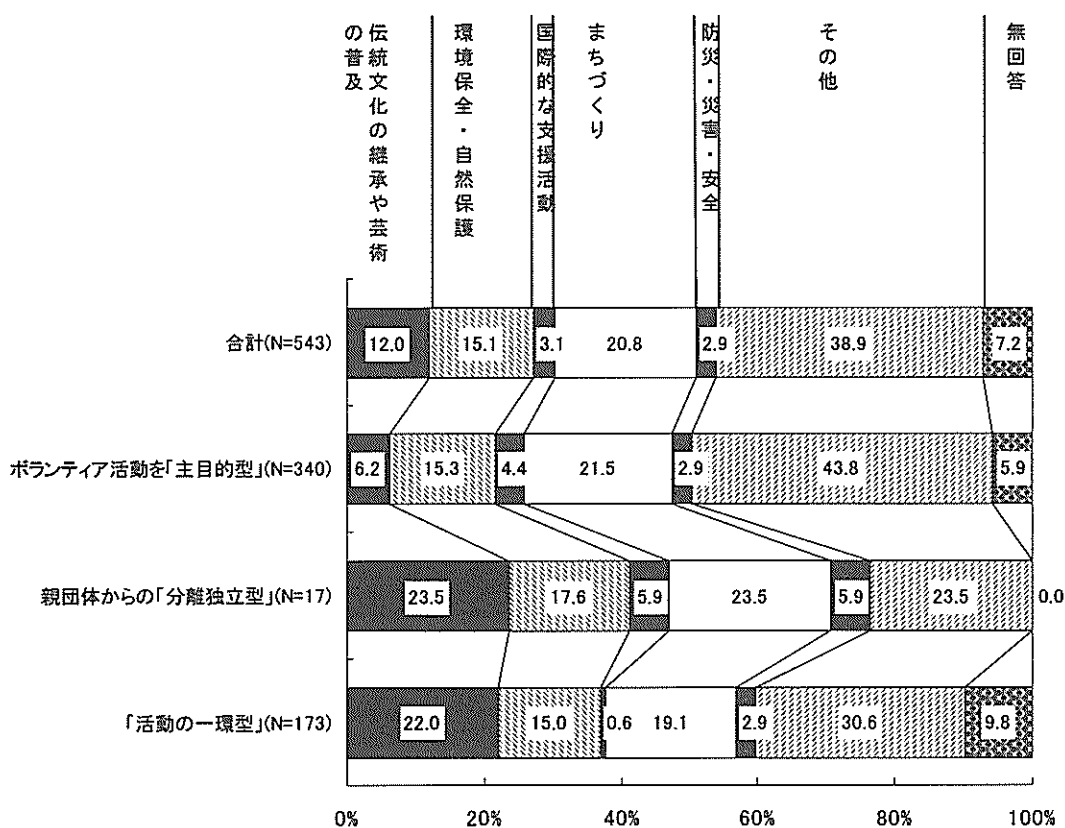 伝統文化の継承や芸術
の普及
環境保全・自然保護
国際的な支援活動
まちづくり
防災・災害・安全
その他
無回答
合計(N=543)
12.0 15.1 3.1 20.8 2.9 38.9 7.2
ボランティア活動を「主目的型」(N=340)
6.2 15.3 4.4 21.5 2.9 43.8 5.9
親団体からの「分離独立型」(N=17)
23.5 17.6 5.9 23.5 5.9 23.5 0.0
「活動の一環型」(N=173)
22.0 15.0 0.6 19.1 2.9 30.6 9.8
0% 20% 40% 60% 80% 100%